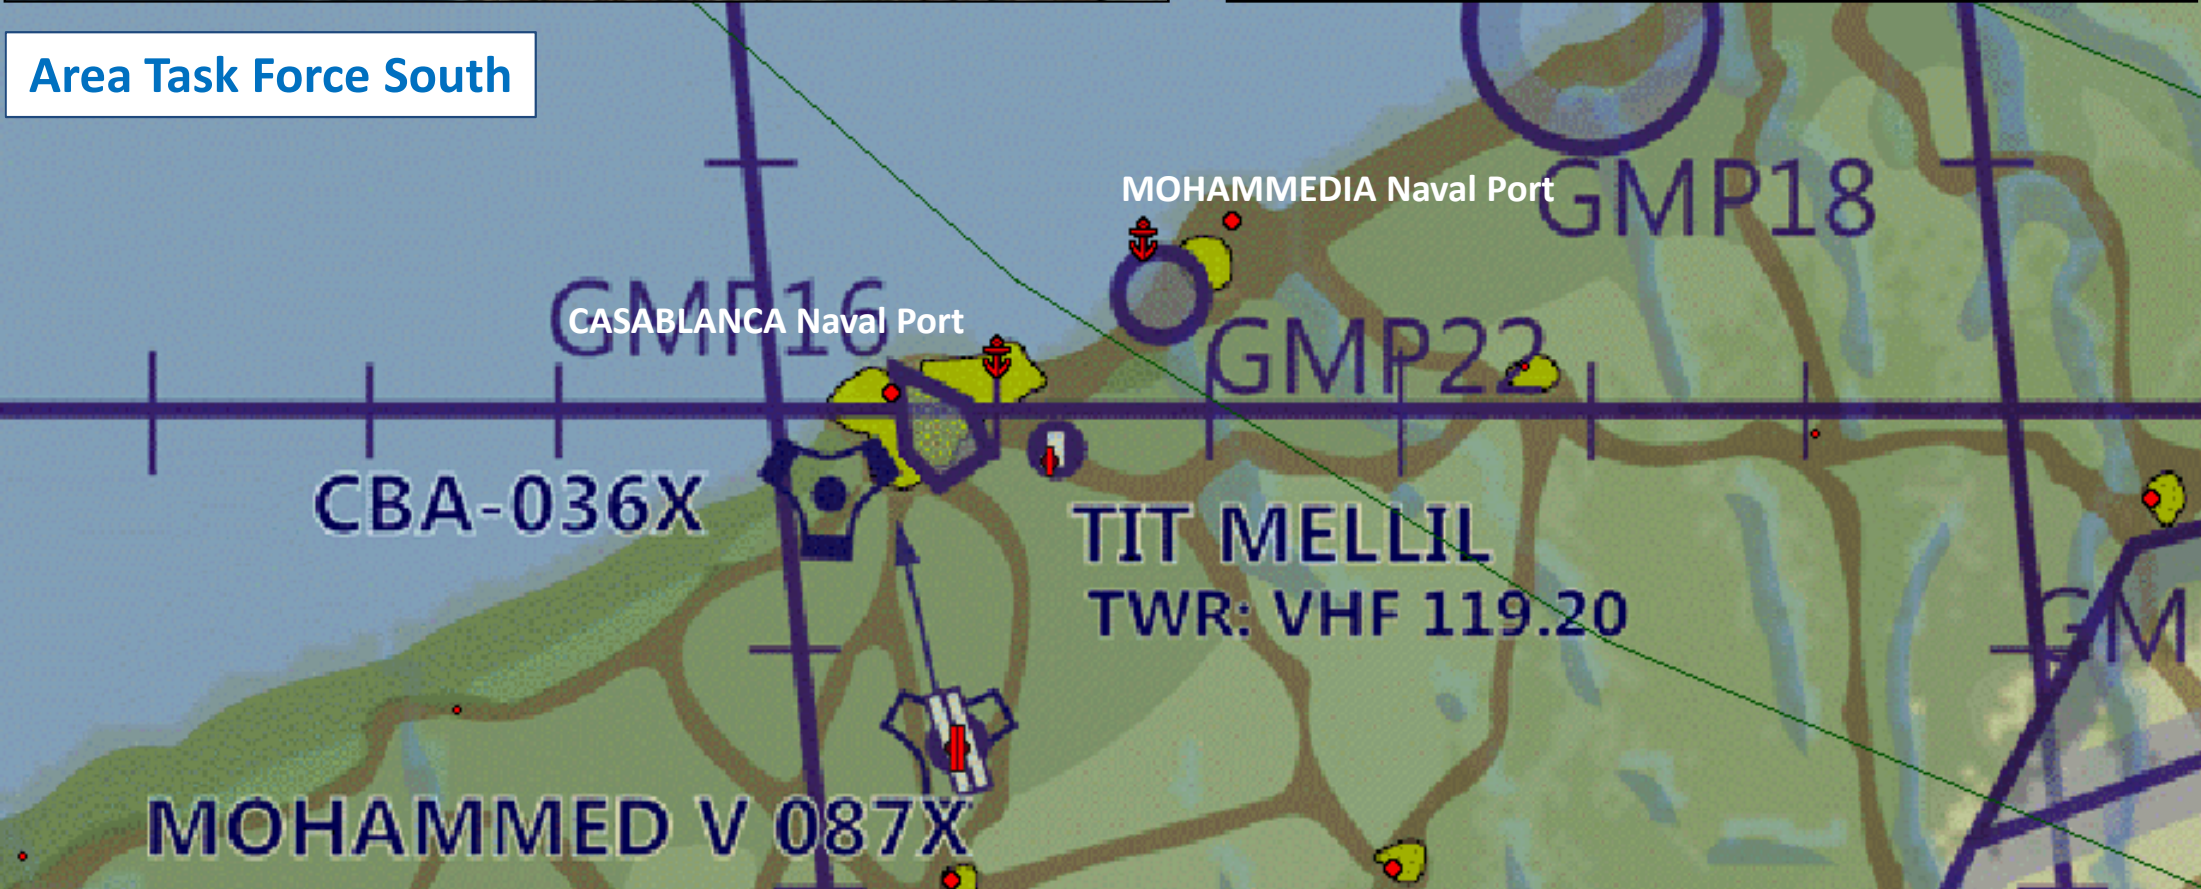 Area Task Force South
MOHAMMEDIA Naval Port
GMP18
GMP16
CASABLANCA Naval Port
GMP22
CBA-036X
TIT MELLIL
TWR: VHF 119.20
GM
MOHAMMED V 087X